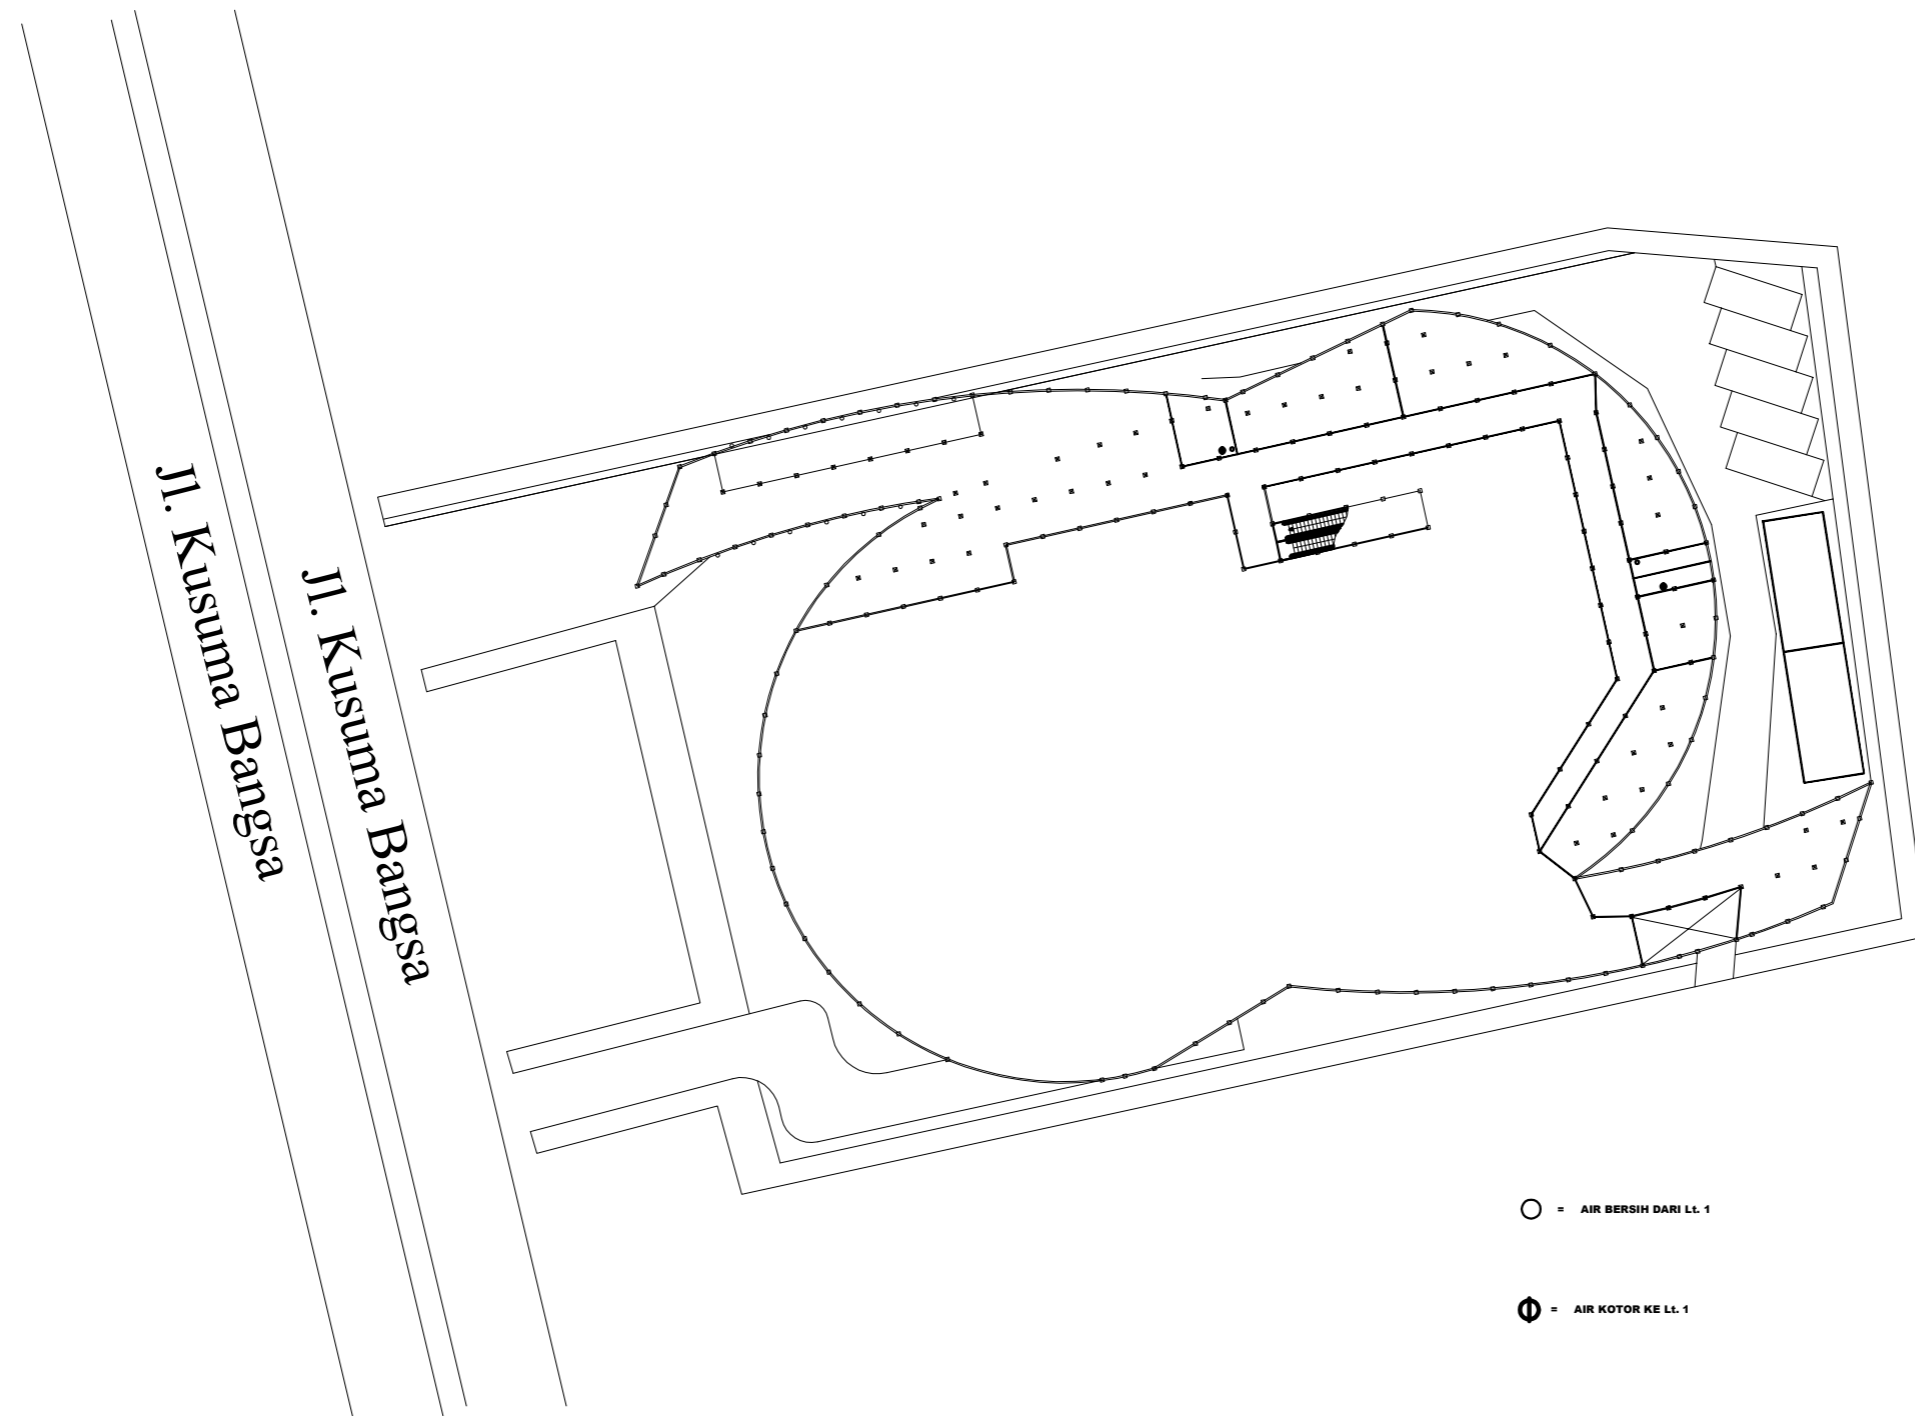 Jl. Kusuma Bangsa
Jl. Kusuma Bangsa
= AIR BERSIH DARI Lt. 1
= AIR KOTOR KE Lt. 1